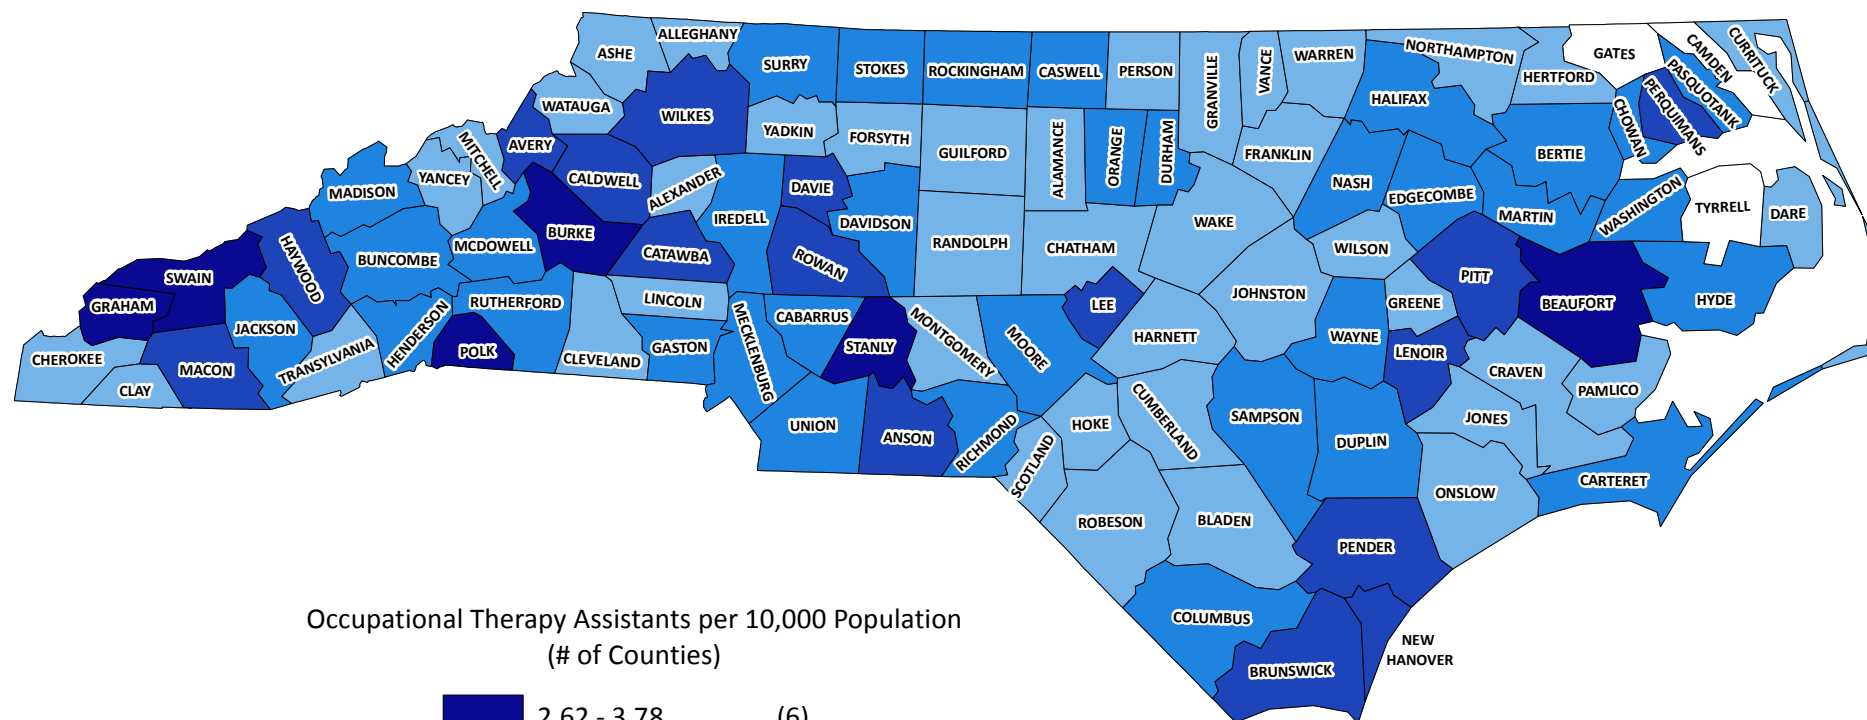 ALLEGHANY
ASHE
SURRY
STOKES
ROCKINGHAM
CASWELL
PERSON
GRANVILLE
VANCE
WARREN
NORTHAMPTON
HERTFORD
GATES
CAMDEN
CURRITUCK
PASQUOTANK
PERQUIMANS
CHOWAN
WATAUGA
WILKES
YADKIN
FORSYTH
GUILFORD
ALAMANCE
ORANGE
DURHAM
FRANKLIN
HALIFAX
BERTIE
MITCHELL
AVERY
YANCEY
CALDWELL
ALEXANDER
DAVIE
IREDELL
DAVIDSON
RANDOLPH
CHATHAM
WAKE
NASH
EDGECOMBE
MARTIN
WASHINGTON
TYRRELL
DARE
MADISON
BUNCOMBE
MCDOWELL
BURKE
CATAWBA
ROWAN
WILSON
PITT
BEAUFORT
HYDE
HAYWOOD
SWAIN
GRAHAM
JACKSON
HENDERSON
RUTHERFORD
LINCOLN
MECKLENBURG
CABARRUS
STANLY
MONTGOMERY
MOORE
LEE
HARNETT
JOHNSTON
GREENE
WAYNE
LENOIR
CRAVEN
PAMLICO
CHEROKEE
CLAY
MACON
TRANSYLVANIA
POLK
CLEVELAND
GASTON
UNION
ANSON
RICHMOND
SCOTLAND
HOKE
CUMBERLAND
SAMPSON
DUPLIN
JONES
ONSLOW
CARTERET
ROBESON
BLADEN
PENDER
COLUMBUS
BRUNSWICK
NEW
HANOVER
Occupational Therapy Assistants per 10,000 Population
(# of Counties)
2.62 - 3.78 (6)